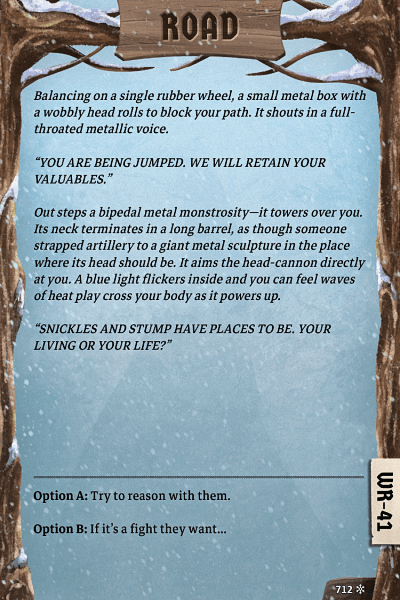 ROAD
Balancing on a single rubber wheel, a small metal box with
a wobbly head rolls to block your path. It shouts in a full-
throated metallic voice.
“YOU ARE BEING JUMPED. WE WILL RETAIN YOUR
VALUABLES.”
Out steps a bipedal metal monstrosity—it towers over you.
Its neck terminates in a long barrel, as though someone
strapped artillery to a giant metal sculpture in the place
where its head should be. It aims the head-cannon directly
at you. A blue light flickers inside and you can feel waves
of heat play cross your body as it powers up.
“SNICKLES AND STUMP HAVE PLACES TO BE. YOUR
LIVING OR YOUR LIFE?”
Option A: Try to reason with them.
Option B: If it’s a fight they want...
WR-41
712